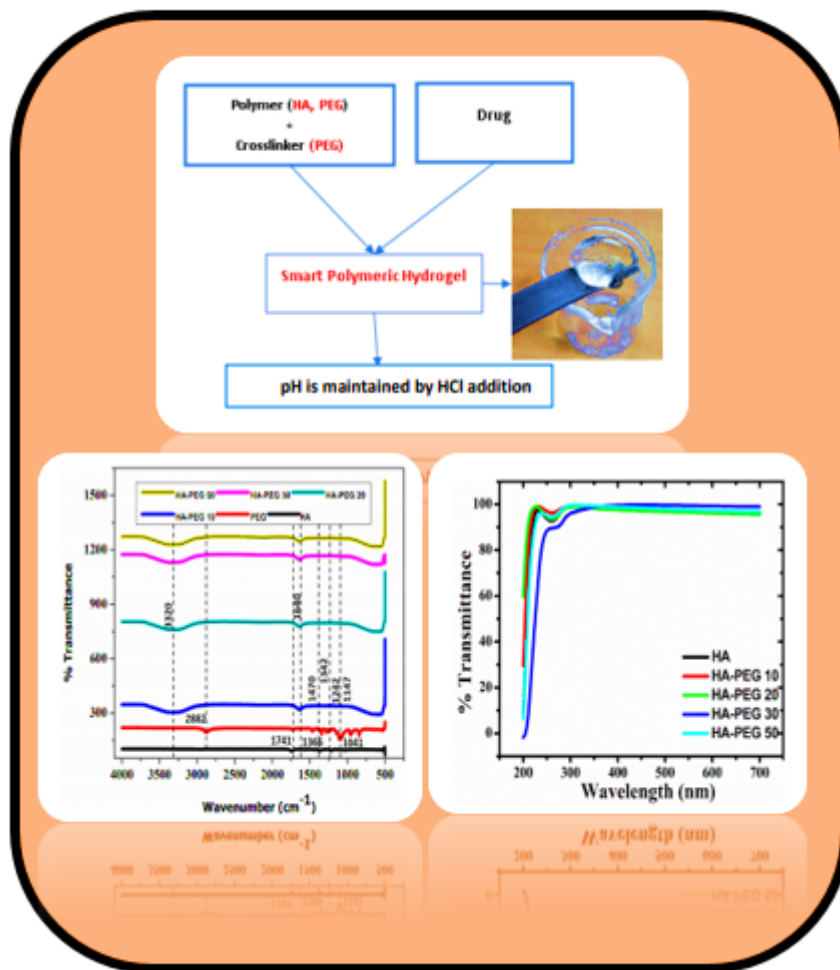 Polymer (HA, PEG)
+
Crosslinker (PEG)
Drug
Smart Polymeric Hydrogel
pH is maintained by HCl addition
% Transmittance
1500
1200
900
600
300
HA-PEG 50 HA-PEG 30 HA-PEG 20
HA-PEG 10 PEG HA
3320
2882
1741
1470
1342
1242
1147
1041
4000 3500 3000 2500 2000 1500 1000 500
Wavenumber (cm-1)
% Transmittance
100
80
60
40
20
0
HA
HA-PEG 10
HA-PEG 20
HA-PEG 30
HA-PEG 50
200 300 400 500 600 700
Wavelength (nm)